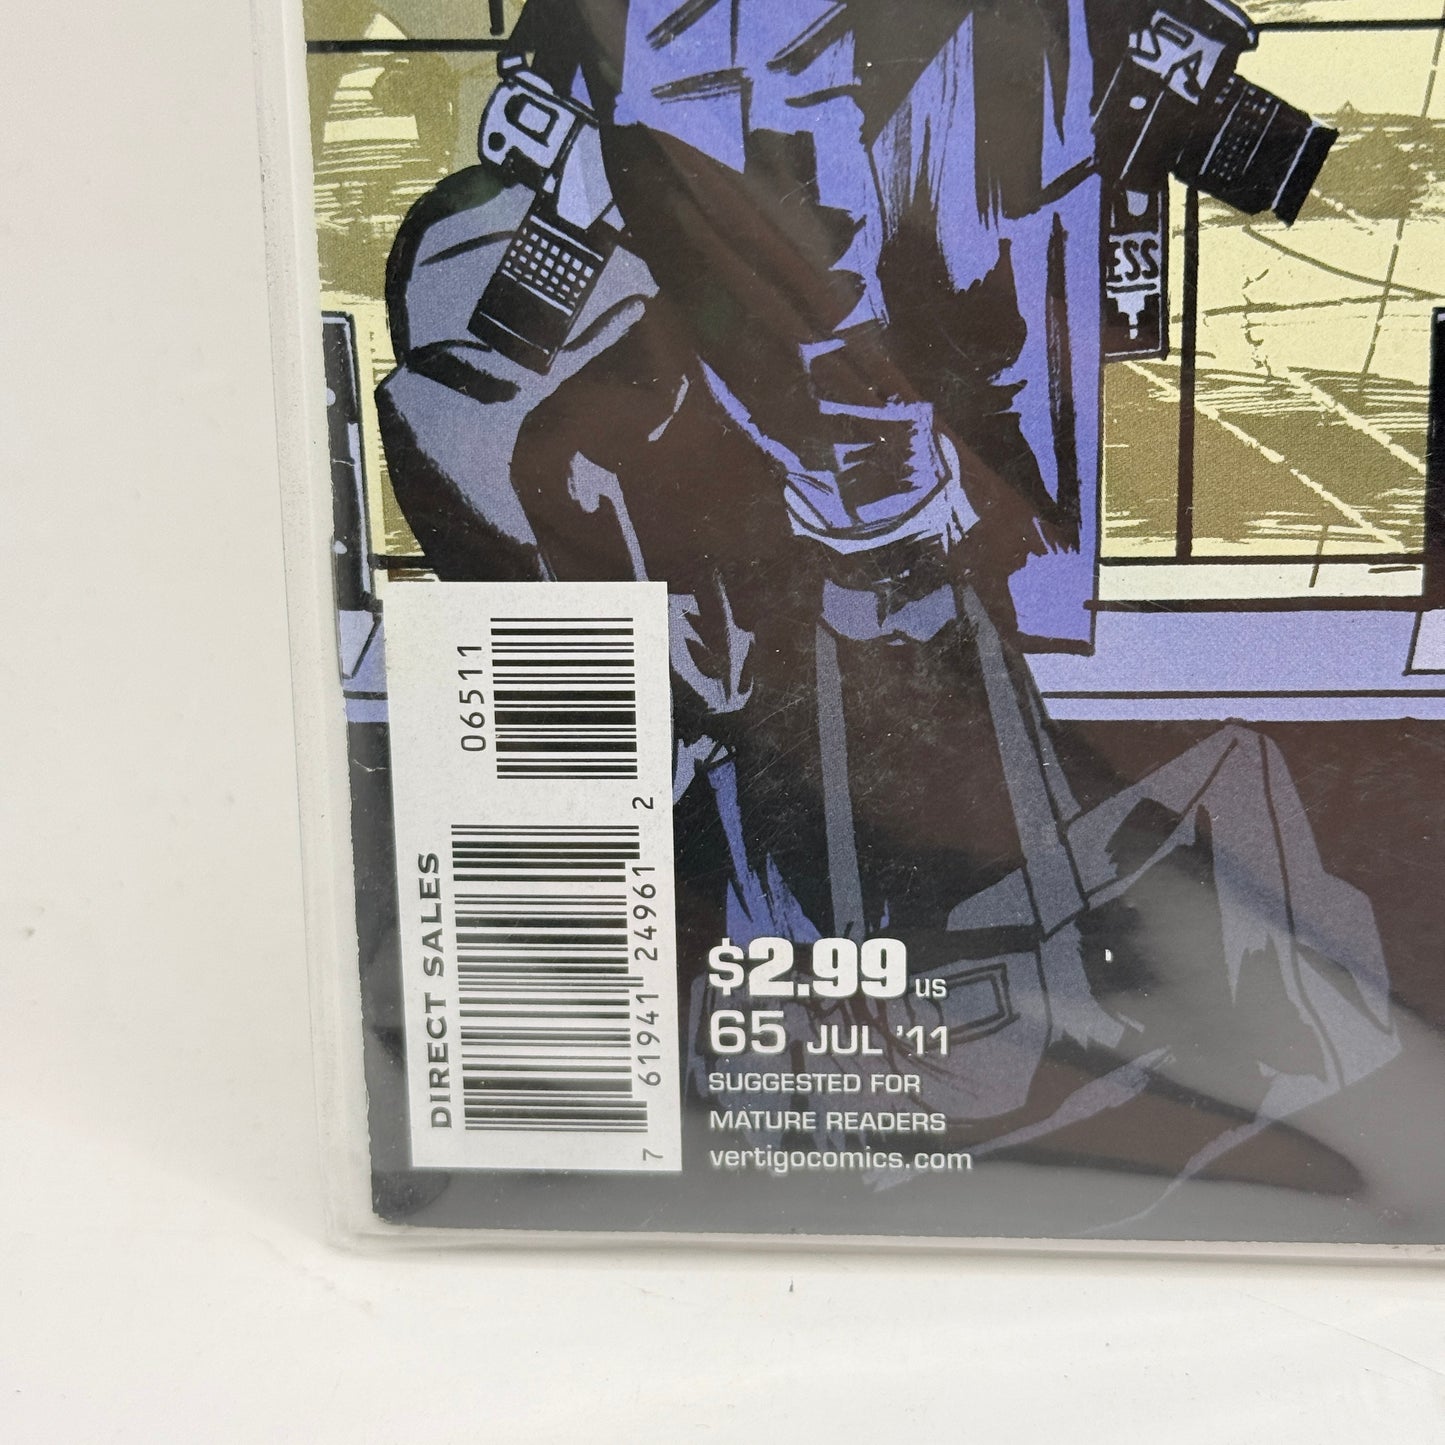 ESS
06511
DIRECT SALES
7 61941 24961 2
$2.99 US
65 JUL '11
SUGGESTED FOR
MATURE READERS
vertigocomics.com